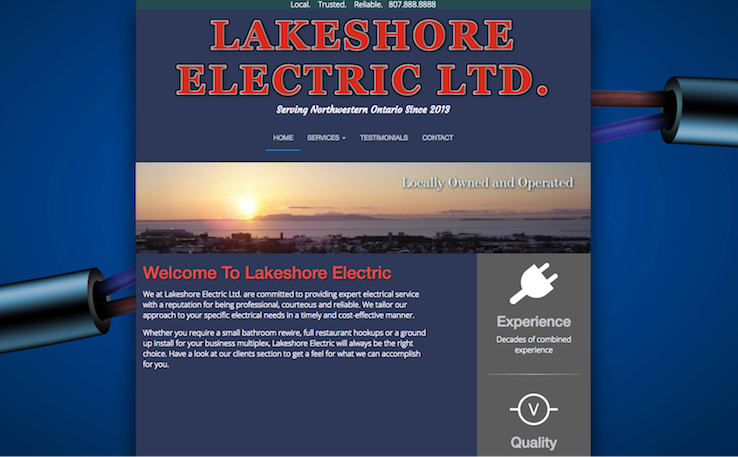 Local. Trusted. Reliable. 807.888.8888
LAKESHORE
ELECTRIC LTD.
Serving Northwestern Ontario Since 2013
HOME SERVICES TESTIMONIALS CONTACT
Locally Owned and Operated
Welcome To Lakeshore Electric
We at Lakeshore Electric Ltd. are committed to providing expert electrical service
with a reputation for being professional, courteous and reliable. We tailor our
approach to your specific electrical needs in a timely and cost-effective manner.
Whether you require a small bathroom rewire, full restaurant hookups or a ground
up install for your business multiplex, Lakeshore Electric will always be the right
choice. Have a look at our clients section to get a feel for what we can accomplish
for you.
Experience
Decades of combined
experience
V
Quality